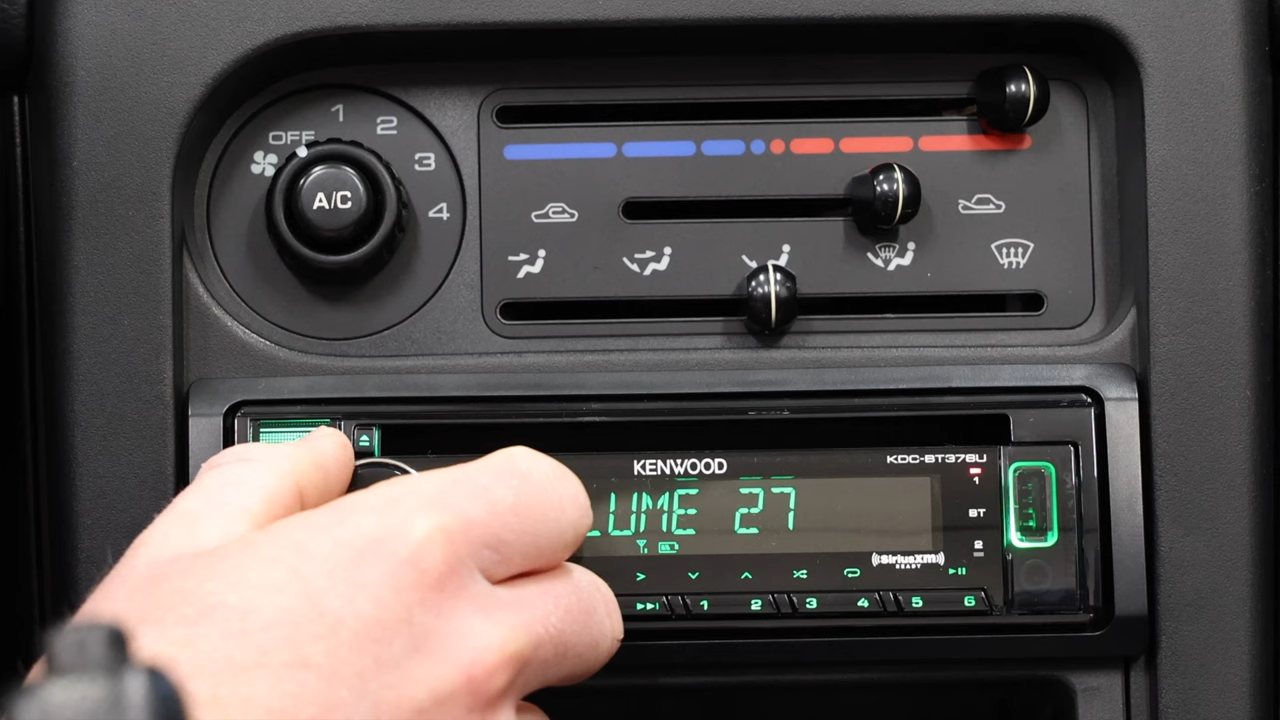 1
2
OFF
3
A/C
4
KENWOOD
KDC-BT378U
LUME 27
1
BT
2
((SiriusXM))
READY
1 2 3 4 5 6